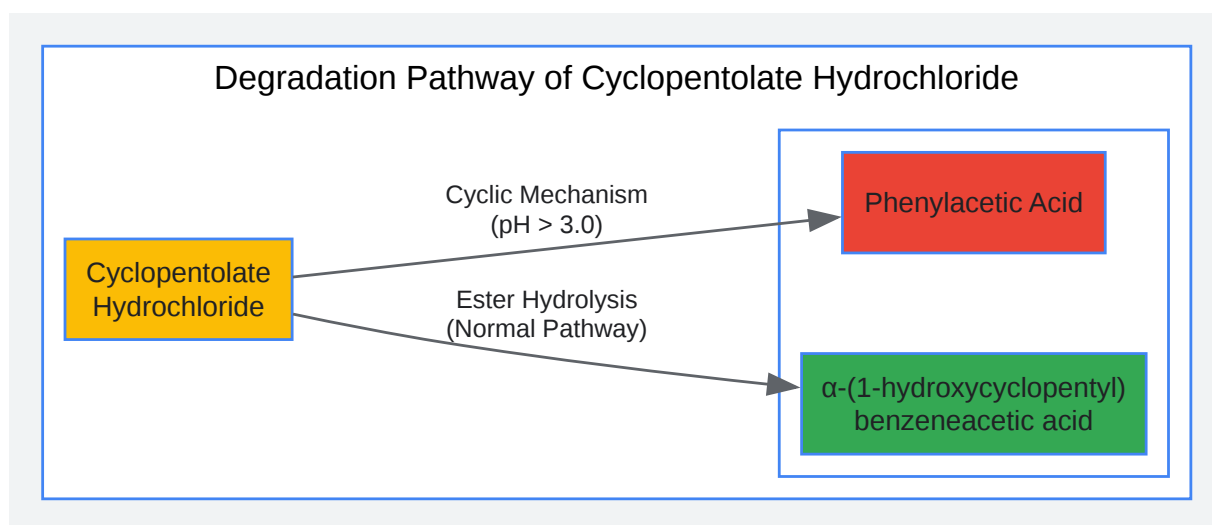 Degradation Pathway of Cyclopentolate Hydrochloride
Cyclopentolate
Hydrochloride
Cyclic Mechanism
(pH > 3.0)
Ester Hydrolysis
(Normal Pathway)
Phenylacetic Acid
α-(1-hydroxycyclopentyl)
benzeneacetic acid